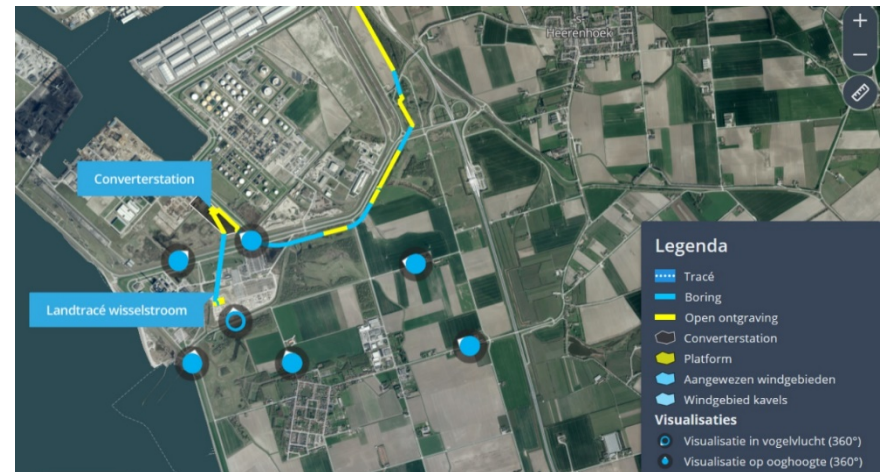 's-
Heerenhoek
+
−
Converterstation
Landtracé wisselstroom
Legenda
Tracé
Boring
Open ontgraving
Converterstation
Platform
Aangewezen windgebieden
Windgebied kavels
Visualisaties
Visualisatie in vogelvlucht (360°)
Visualisatie op ooghoogte (360°)